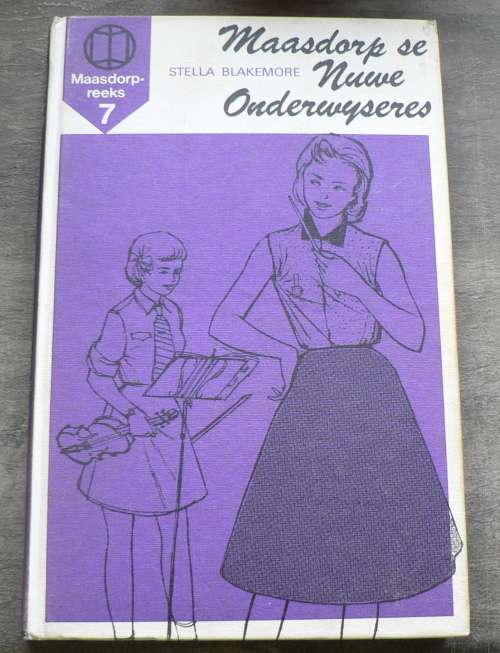 Maasdorp-
reeks
7
STELLA BLAKEMORE
Maasdorp se
Nuwe
Onderwyseres